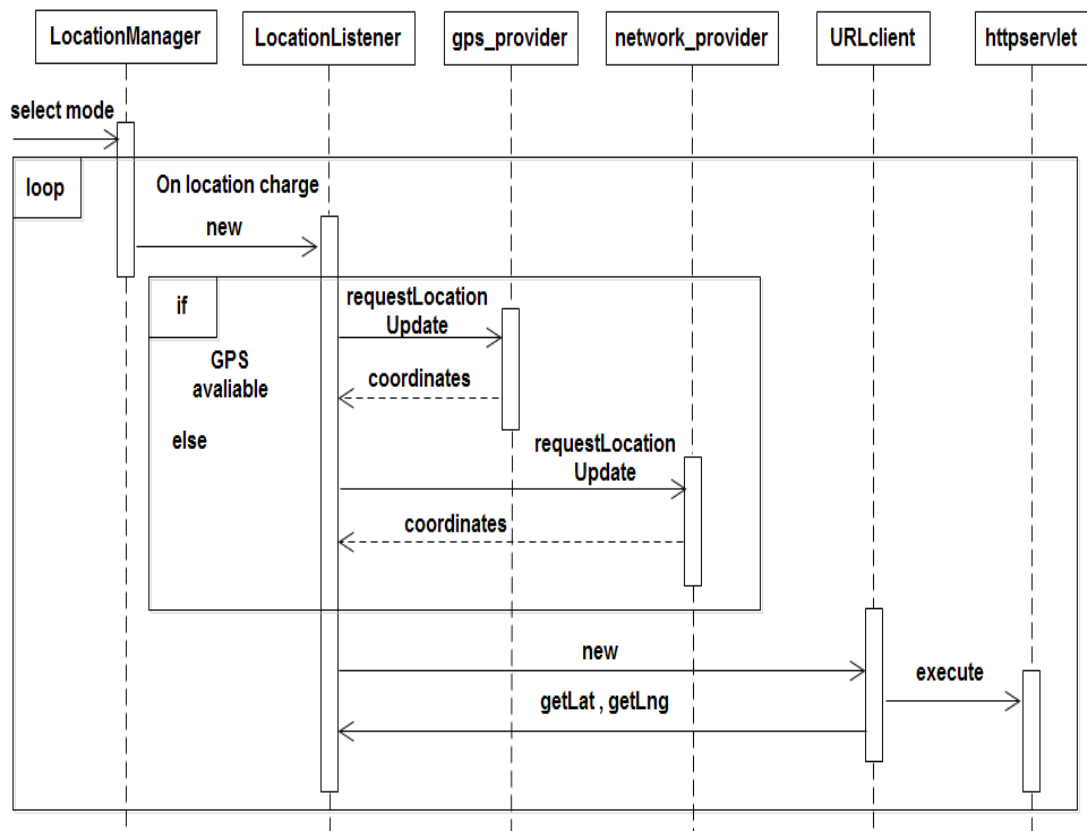 LocationManager
LocationListener
gps_provider
network_provider
URLclient
httpservlet
select mode
loop
On location charge
new
if
requestLocation
Update
GPS
avaliable
coordinates
else
requestLocation
Update
coordinates
new
execute
getLat , getLng